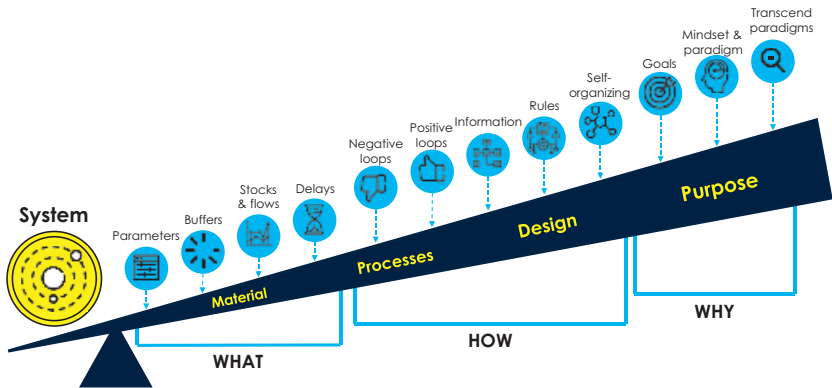 System
Parameters
Buffers
Stocks
& flows
Delays
Negative
loops
Positive
loops
Information
Rules
Self-
organizing
Goals
Mindset &
paradigm
Transcend
paradigms
Material
Processes
Design
Purpose
WHAT
HOW
WHY